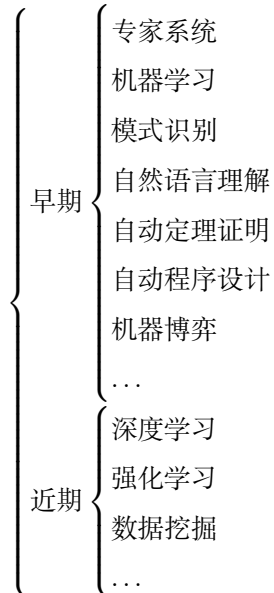 早期
专家系统
机器学习
模式识别
自然语言理解
自动定理证明
自动程序设计
机器博弈
...
近期
深度学习
强化学习
数据挖掘
...